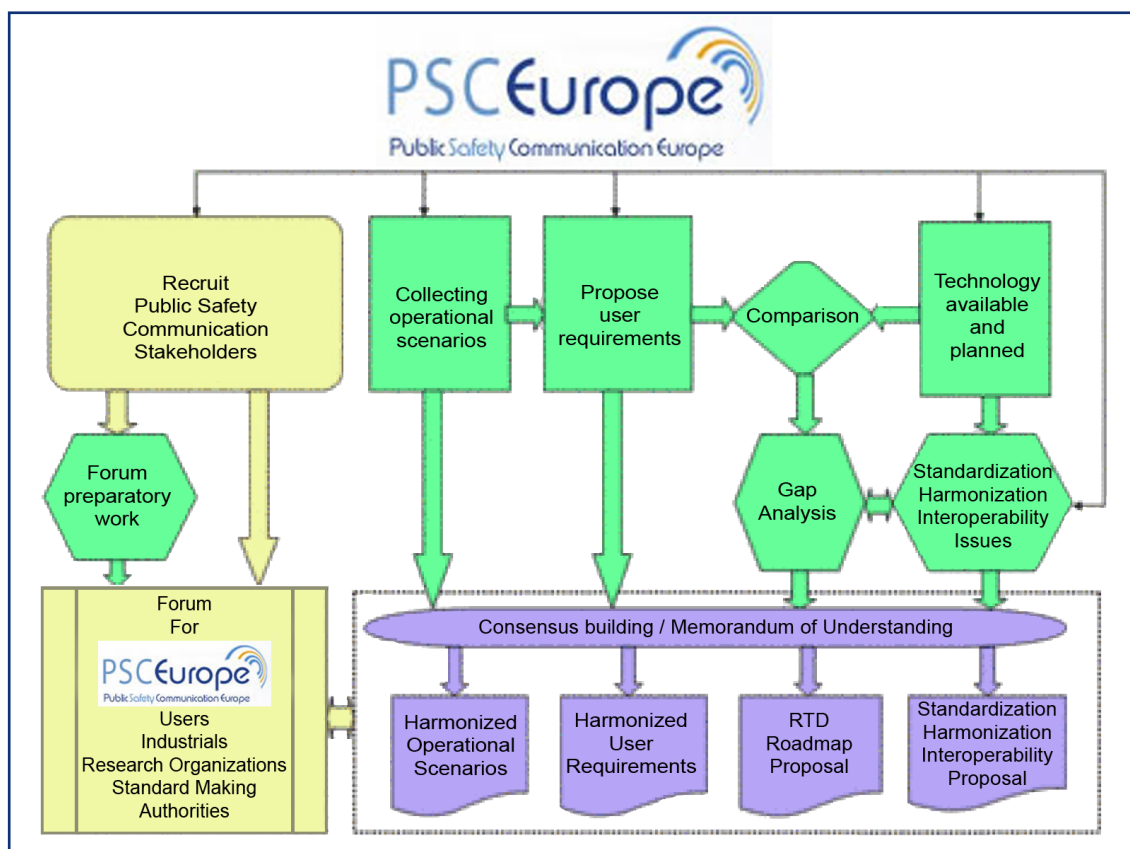 PSCEurope
Public Safety Communication Europe
Recruit
Public Safety
Communication
Stakeholders
Collecting
operational
scenarios
Propose
user
requirements
Comparison
Technology
available
and
planned
Forum
preparatory
work
Gap
Analysis
Standardization
Harmonization
Interoperability
Issues
Forum
For
PSCEurope
Public Safety Communication Europe
Users
Industrials
Research Organizations
Standard Making
Authorities
Consensus building / Memorandum of Understanding
Harmonized
Operational
Scenarios
Harmonized
User
Requirements
RTD
Roadmap
Proposal
Standardization
Harmonization
Interoperability
Proposal